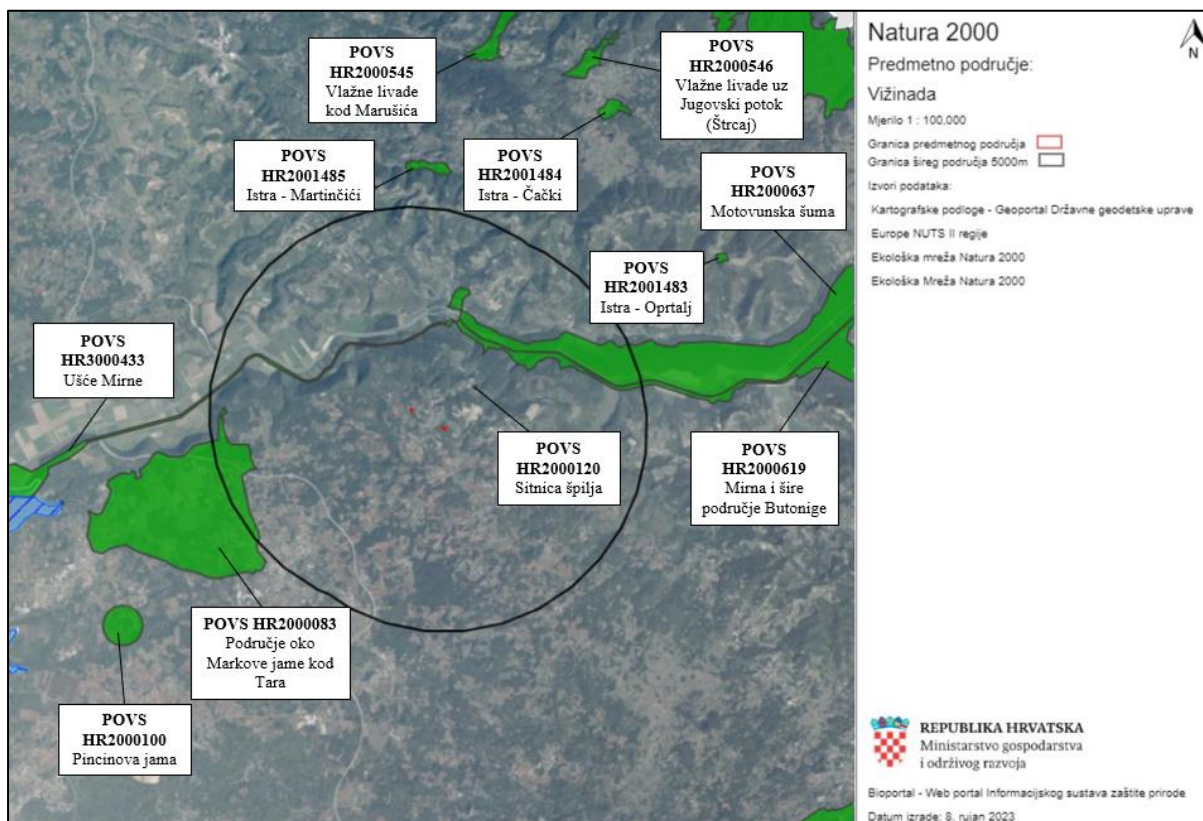 POVS
HR2000545
Vlažne livade
kod Marušića
POVS
HR2000546
Vlažne livade uz
Jugovski potok
(Štrcaj)
POVS
HR2001485
Istra - Martinčići
POVS
HR2001484
Istra - Čački
POVS
HR2000637
Motovunska šuma
POVS
HR2001483
Istra - Oprtalj
POVS
HR3000433
Ušće Mirne
POVS
HR2000120
Sitnica špilja
POVS
HR2000619
Mirna i šire
područje Butonige
POVS HR2000083
Područje oko
Markove jame kod
Tara
POVS
HR2000100
Pincinova jama
Natura 2000
N
Predmetno područje:
Vižinada
Mjerilo 1 : 100,000
Granica predmetnog područja
Granica šireg područja 5000m
Izvori podataka:
Kartografske podloge - Geoportal Državne geodetske uprave
Europe NUTS II regije
Ekološka mreža Natura 2000
Ekološka Mreža Natura 2000
REPUBLIKA HRVATSKA
Ministarstvo gospodarstva
i održivog razvoja
Bioportal - Web portal Informacijskog sustava zaštite prirode
Datum izrade: 8. rujan 2023